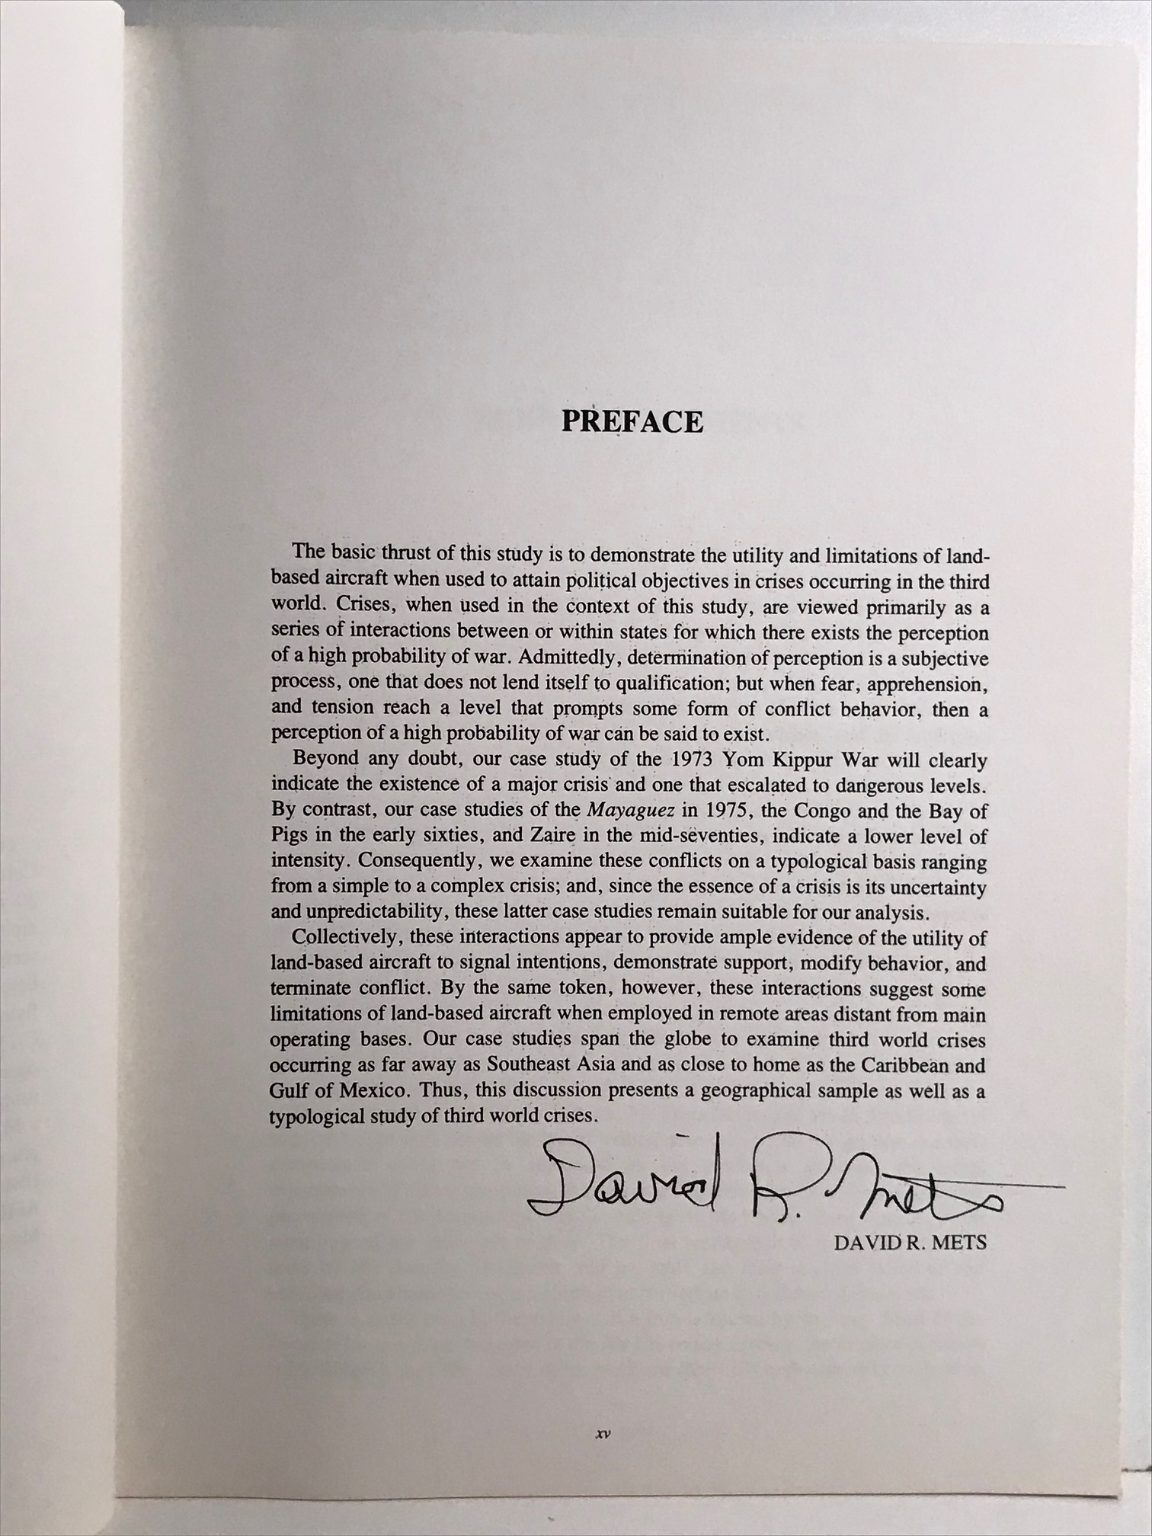 PREFACE
The basic thrust of this study is to demonstrate the utility and limitations of land-
based aircraft when used to attain political objectives in crises occurring in the third
world. Crises, when used in the context of this study, are viewed primarily as a
series of interactions between or within states for which there exists the perception
of a high probability of war. Admittedly, determination of perception is a subjective
process, one that does not lend itself to qualification; but when fear, apprehension,
and tension reach a level that prompts some form of conflict behavior, then a
perception of a high probability of war can be said to exist.
Beyond any doubt, our case study of the 1973 Yom Kippur War will clearly
indicate the existence of a major crisis and one that escalated to dangerous levels.
By contrast, our case studies of the Mayaguez in 1975, the Congo and the Bay of
Pigs in the early sixties, and Zaire in the mid-seventies, indicate a lower level of
intensity. Consequently, we examine these conflicts on a typological basis ranging
from a simple to a complex crisis; and, since the essence of a crisis is its uncertainty
and unpredictability, these latter case studies remain suitable for our analysis.
Collectively, these interactions appear to provide ample evidence of the utility of
land-based aircraft to signal intentions, demonstrate support, modify behavior, and
terminate conflict. By the same token, however, these interactions suggest some
limitations of land-based aircraft when employed in remote areas distant from main
operating bases. Our case studies span the globe to examine third world crises
occurring as far away as Southeast Asia and as close to home as the Caribbean and
Gulf of Mexico. Thus, this discussion presents a geographical sample as well as a
typological study of third world crises.
David R. Mets
DAVID R. METS
xv